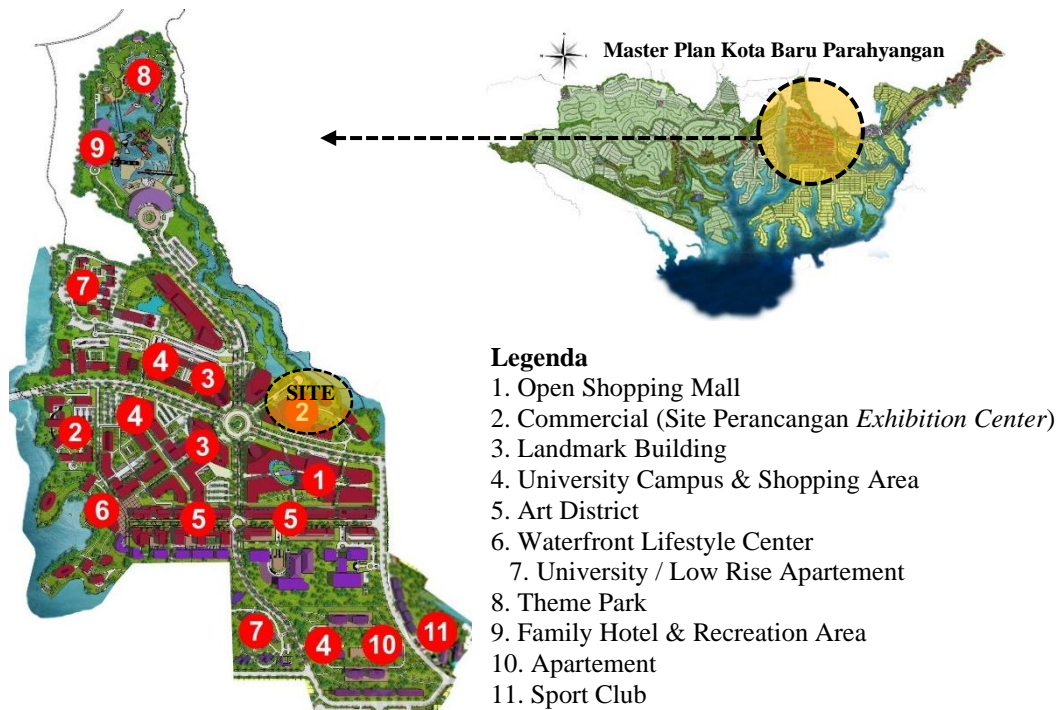 Master Plan Kota Baru Parahyangan
8
9
7
4
3
SITE
2
4
2
3
1
6
5
5
7
4
10
11
Legenda
1. Open Shopping Mall
2. Commercial (Site Perancangan Exhibition Center)
3. Landmark Building
4. University Campus & Shopping Area
5. Art District
6. Waterfront Lifestyle Center
7. University / Low Rise Apartement
8. Theme Park
9. Family Hotel & Recreation Area
10. Apartement
11. Sport Club